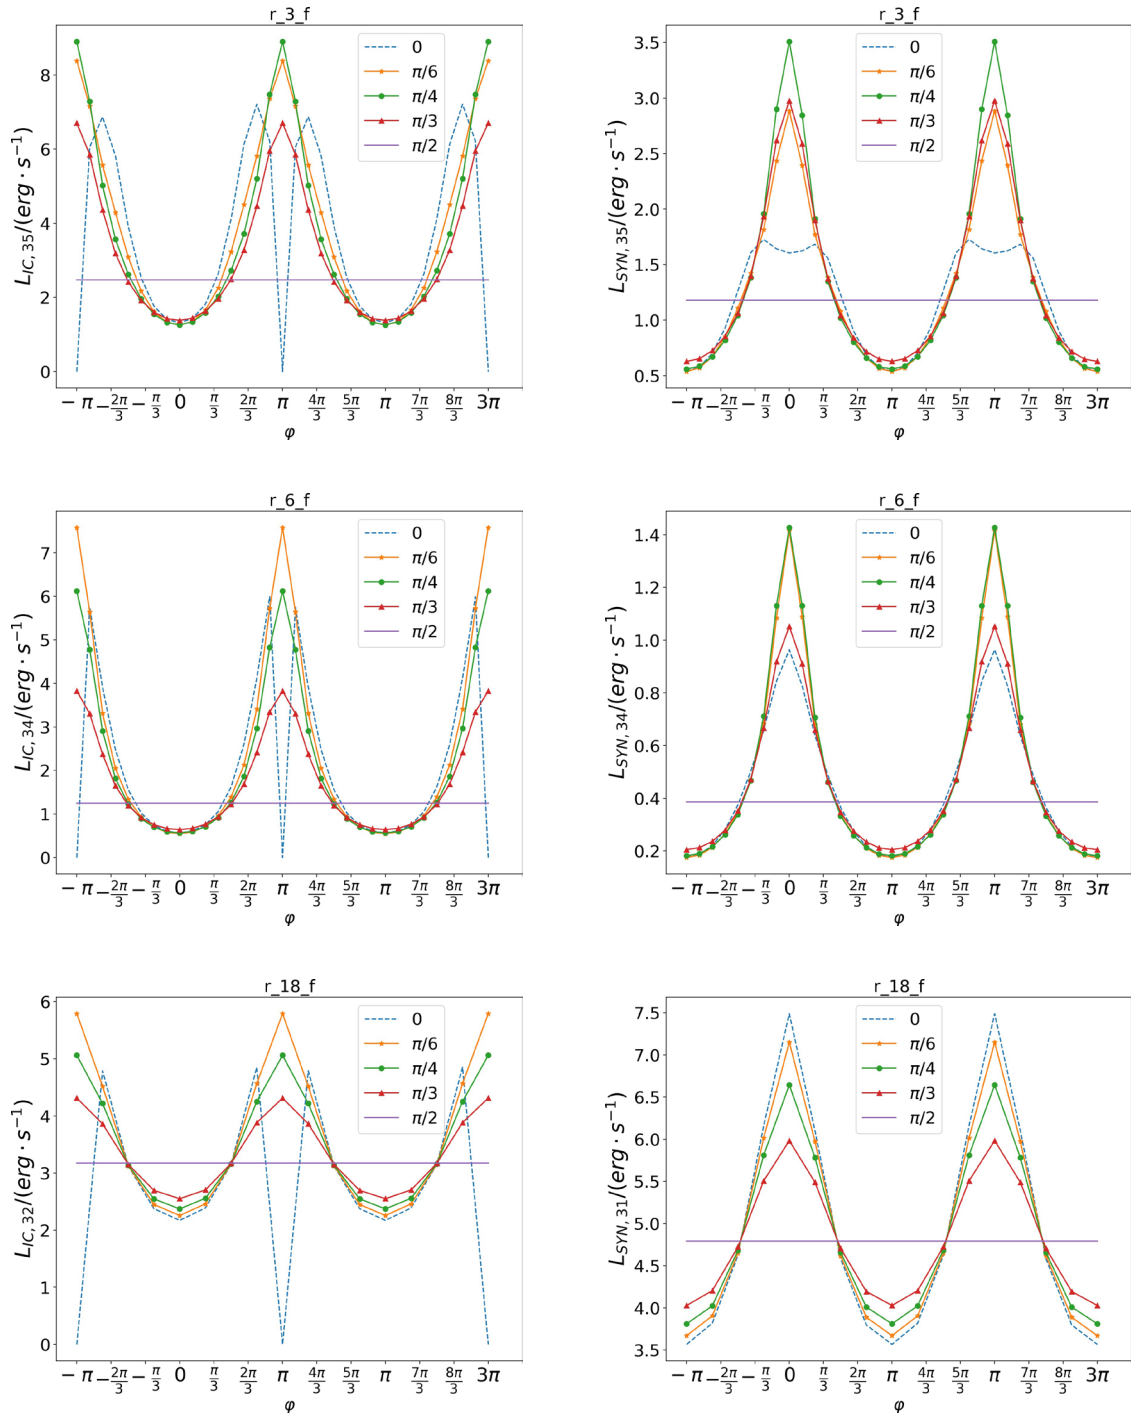 r_3_f
L_{IC, 35}/(erg · s^{-1})
8
6
4
2
0
0
π/6
π/4
π/3
π/2
− π −2π/3 −π/3 0 π/3 2π/3 π 4π/3 5π/3 π 7π/3 8π/3 3π
φ
r_3_f
L_{SYN, 35}/(erg · s^{-1})
3.5
3.0
2.5
2.0
1.5
1.0
0.5
0
π/6
π/4
π/3
π/2
− π −2π/3 −π/3 0 π/3 2π/3 π 4π/3 5π/3 π 7π/3 8π/3 3π
φ
r_6_f
L_{IC, 34}/(erg · s^{-1})
7
6
5
4
3
2
1
0
0
π/6
π/4
π/3
π/2
− π −2π/3 −π/3 0 π/3 2π/3 π 4π/3 5π/3 π 7π/3 8π/3 3π
φ
r_6_f
L_{SYN, 34}/(erg · s^{-1})
1.4
1.2
1.0
0.8
0.6
0.4
0.2
0
π/6
π/4
π/3
π/2
− π −2π/3 −π/3 0 π/3 2π/3 π 4π/3 5π/3 π 7π/3 8π/3 3π
φ
r_18_f
L_{IC, 32}/(erg · s^{-1})
6
5
4
3
2
1
0
0
π/6
π/4
π/3
π/2
− π −2π/3 −π/3 0 π/3 2π/3 π 4π/3 5π/3 π 7π/3 8π/3 3π
φ
r_18_f
L_{SYN, 31}/(erg · s^{-1})
7.5
7.0
6.5
6.0
5.5
5.0
4.5
4.0
3.5
0
π/6
π/4
π/3
π/2
− π −2π/3 −π/3 0 π/3 2π/3 π 4π/3 5π/3 π 7π/3 8π/3 3π
φ